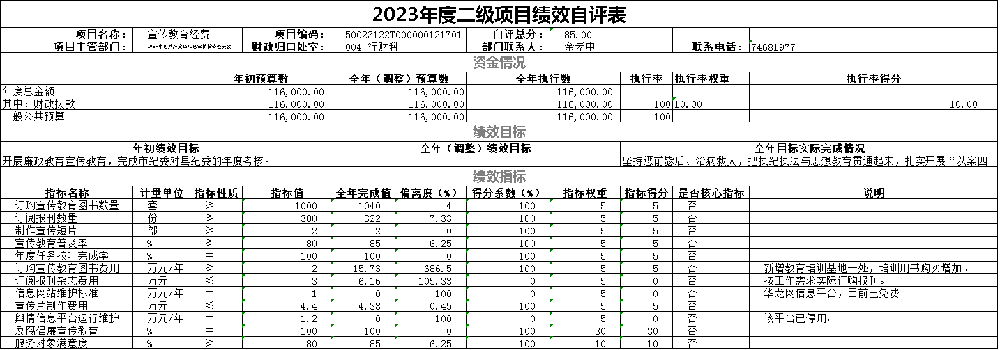 2023年度二级项目绩效自评表
项目名称： 宣传教育经费 项目编码： 50023122T000000121701 自评总分： 85.00
项目主管部门： 财政归口处室： 004-行财科 部门联系人： 余孝中 联系电话： 74681977
资金情况
年初预算数 全年（调整）预算数 全年执行数 执行率 执行率权重 执行率得分
年度总金额 116,000.00 116,000.00 116,000.00
其中：财政拨款 116,000.00 116,000.00 116,000.00 100 10.00 10.00
一般公共预算 116,000.00 116,000.00 116,000.00 100
绩效目标
年初绩效目标 全年（调整）绩效目标 全年目标实际完成情况
开展廉政教育宣传教育，完成市纪委对县纪委的年度考核。 坚持惩前毖后、治病救人，把执纪执法与思想教育贯通起来，扎实开展“以案四
绩效指标
指标名称 计量单位 指标性质 指标值 全年完成值 偏离度（%） 得分系数（%） 指标权重 指标得分 是否核心指标 说明
订购宣传教育图书数量 套 ≥ 1000 1040 4 100 5 5 否
订阅报刊数量 份 ≥ 300 322 7.33 100 5 5 否
制作宣传短片 部 ≥ 2 2 0 100 5 5 否
宣传教育普及率 % ≥ 80 85 6.25 100 5 5 否
年度任务按时完成率 % ＝ 100 100 0 100 5 5 否
订购宣传教育图书费用 万元/年 ≥ 2 15.73 686.5 100 5 5 否 新增教育培训基地一处，培训用书购买增加。
订阅报刊杂志费用 万元 ≤ 3 6.16 105.33 0 5 0 否 按工作需求实际订购报刊。
信息网站维护标准 万元/年 ＝ 1 0 100 0 5 0 否 华龙网信息平台，目前已免费。
宣传片制作费用 万元 ≤ 4.4 4.38 0.45 100 5 5 否
舆情信息平台运行维护 万元/年 ＝ 1.2 0 100 0 5 0 否 该平台已停用。
反腐倡廉宣传教育 % ＝ 100 100 0 100 30 30 否
服务对象满意度 % ≥ 80 85 6.25 100 10 10 否